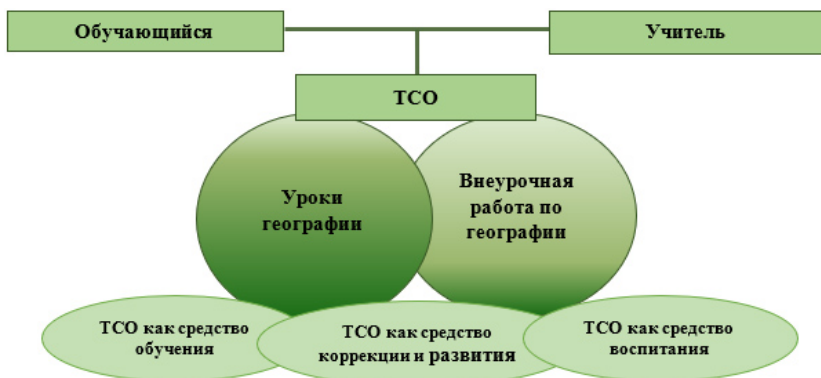 Обучающийся
Учитель
ТСО
Уроки
географии
Внеурочная
работа по
географии
ТСО как средство
обучения
ТСО как средство
коррекции и развития
ТСО как средство
воспитания